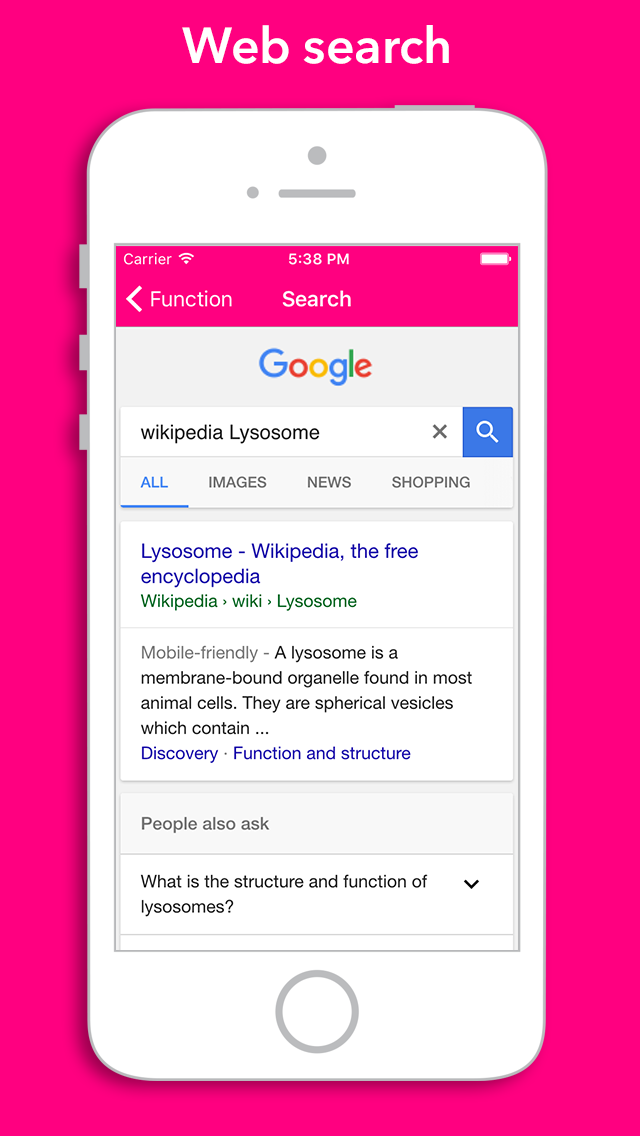 Web search
Carrier 5:38 PM
Function Search
Google
wikipedia Lysosome
ALL IMAGES NEWS SHOPPING
Lysosome - Wikipedia, the free
encyclopedia
Wikipedia › wiki › Lysosome
Mobile-friendly - A lysosome is a
membrane-bound organelle found in most
animal cells. They are spherical vesicles
which contain ...
Discovery · Function and structure
People also ask
What is the structure and function of
lysosomes?